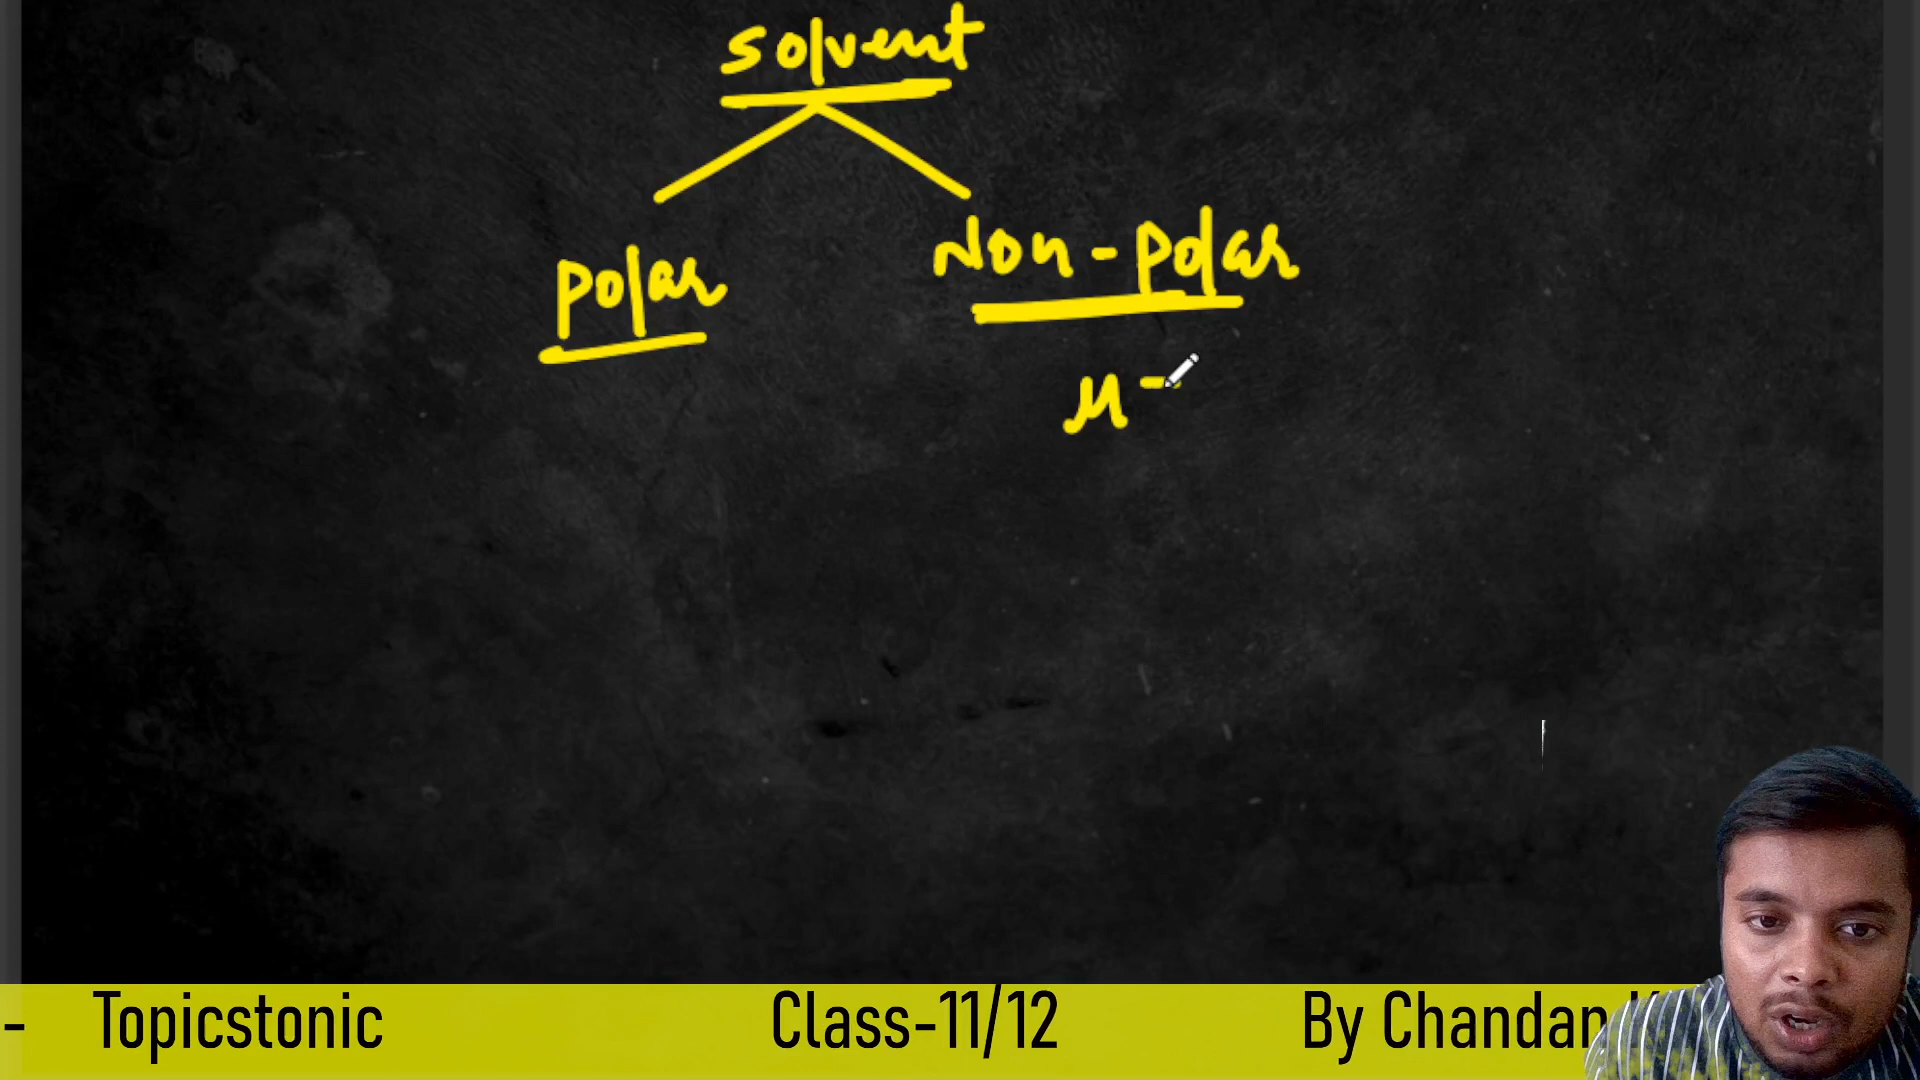 solvent
polar
Non-polar
μ =
- Topicstonic Class-11/12 By Chandan